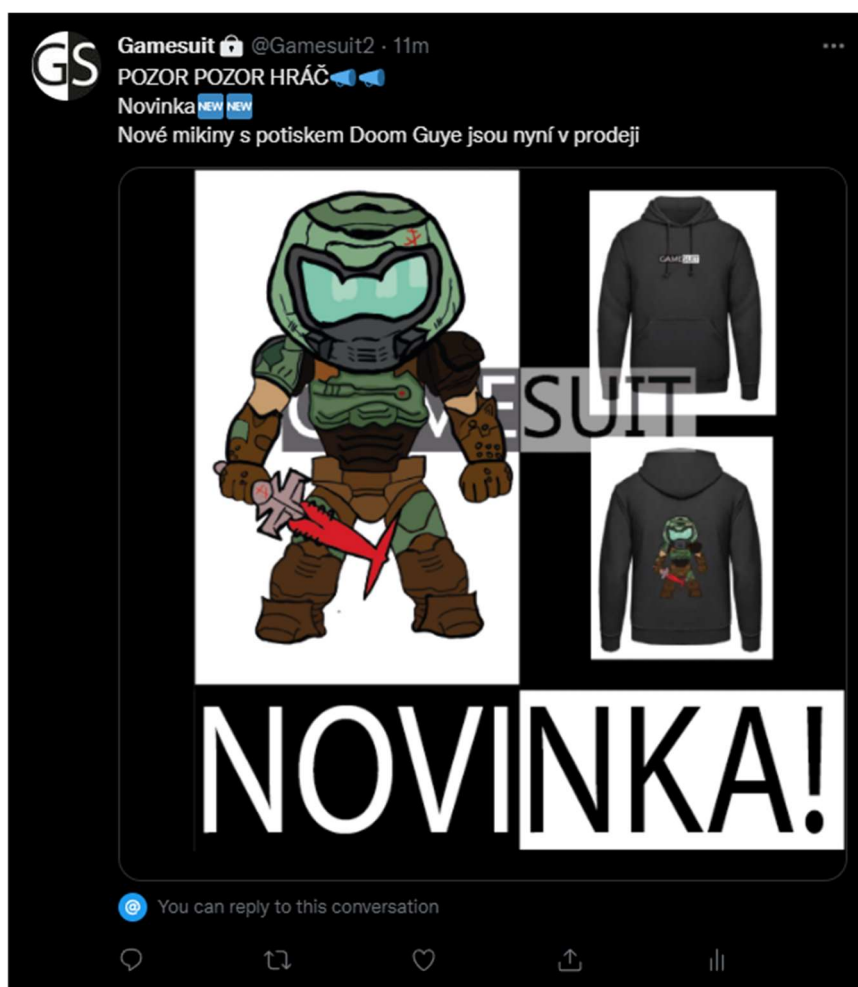 GS
Gamesuit @Gamesuit2 · 11m
POZOR POZOR HRÁČ
Novinka NEW NEW
Nové mikiny s potiskem Doom Guye jsou nyní v prodeji
GAMESUIT
GAMESUIT
NOVINKA!
You can reply to this conversation